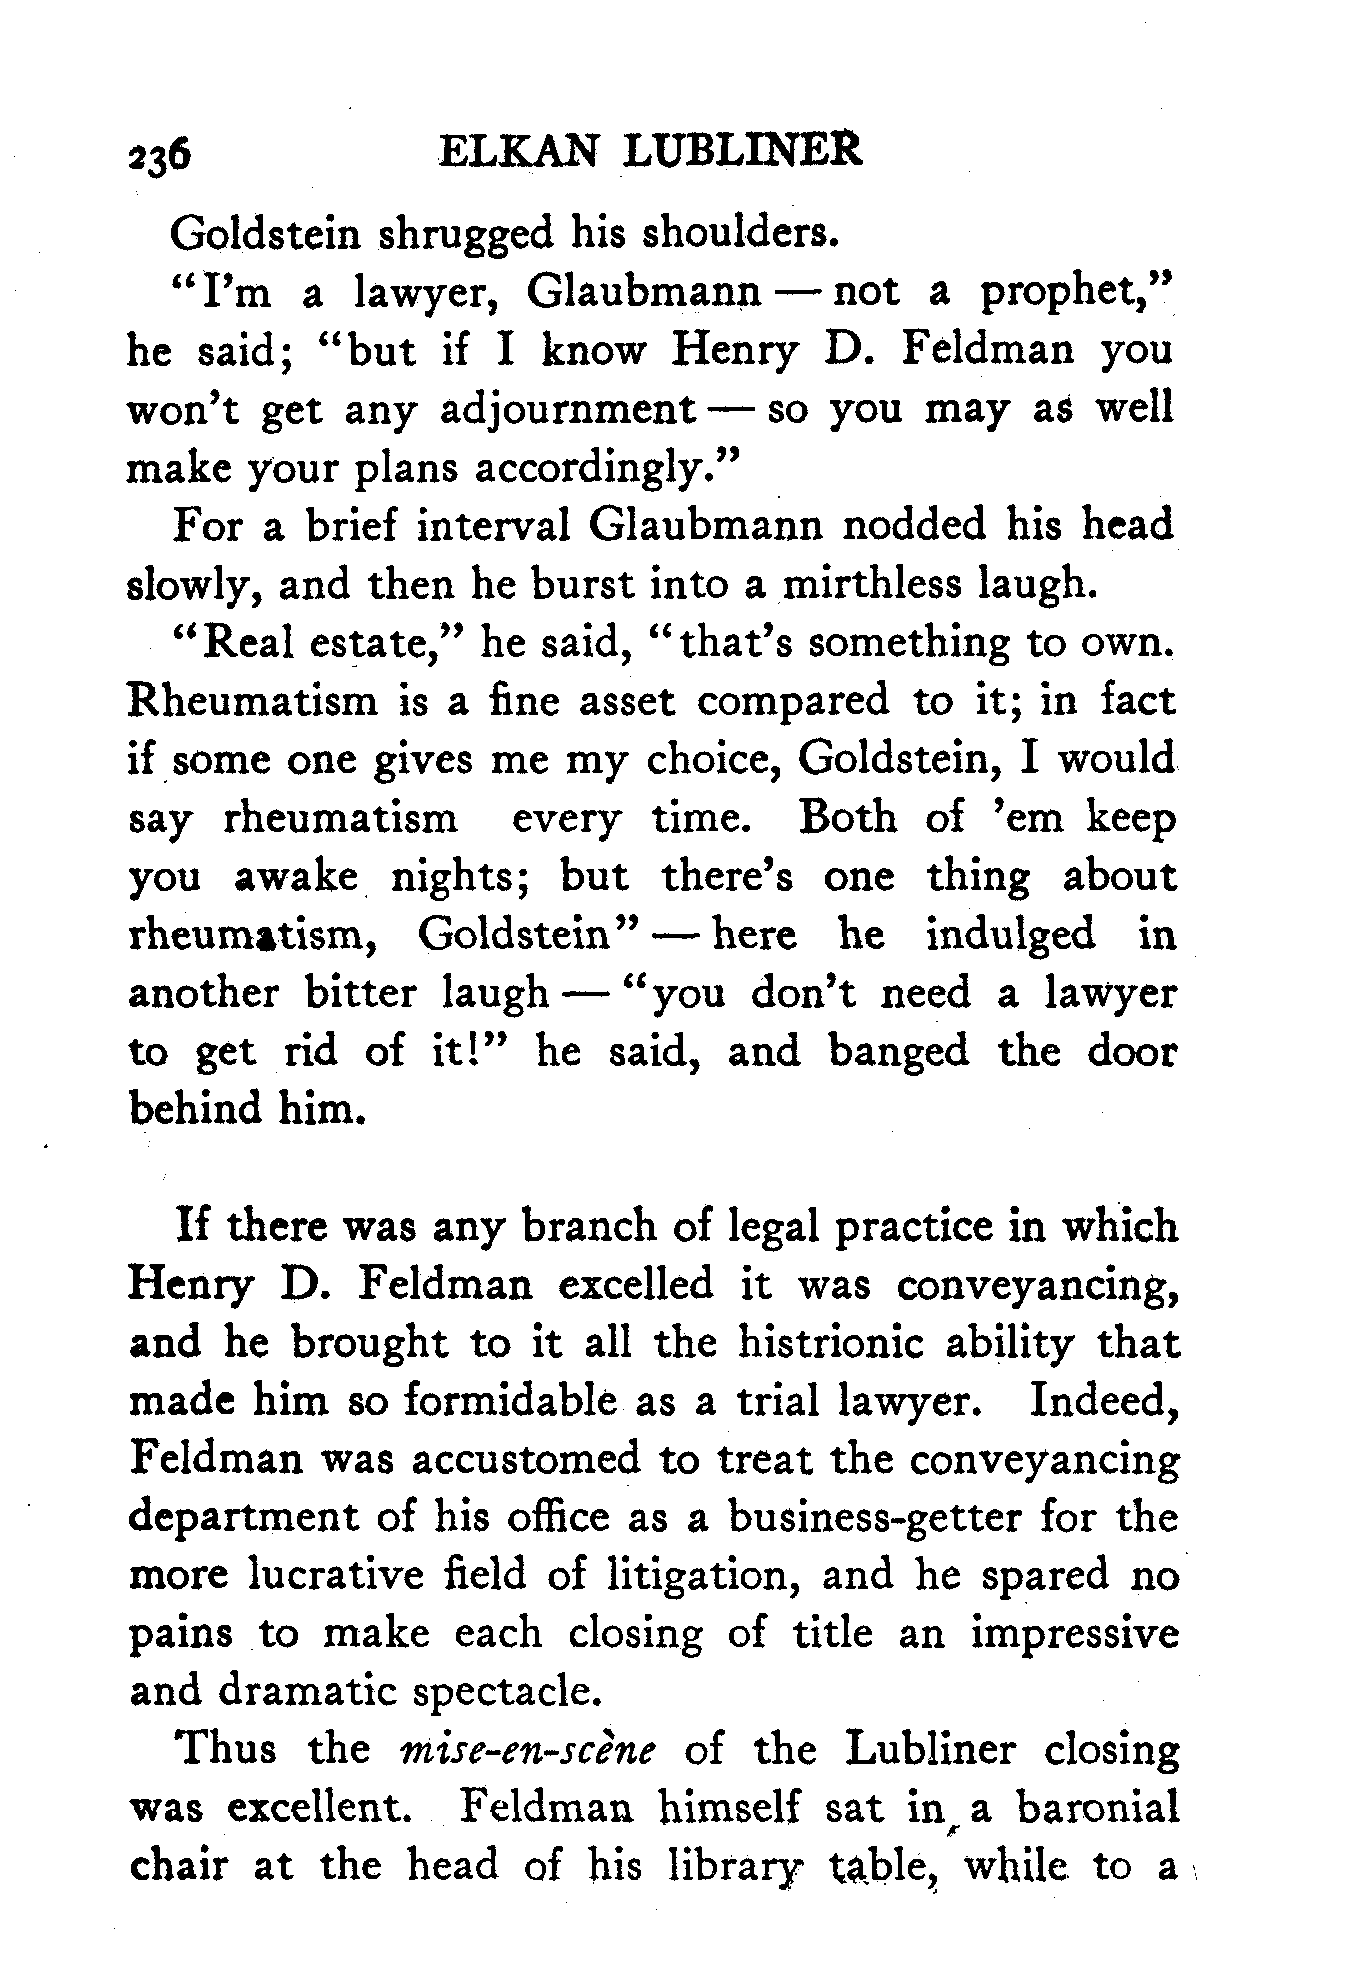 236 ELKAN LUBLINER
Goldstein shrugged his shoulders.
"I'm a lawyer, Glaubmann — not a prophet,"
he said; "but if I know Henry D. Feldman you
won't get any adjournment — so you may as well
make your plans accordingly."
For a brief interval Glaubmann nodded his head
slowly, and then he burst into a mirthless laugh.
"Real estate," he said, "that's something to own.
Rheumatism is a fine asset compared to it; in fact
if some one gives me my choice, Goldstein, I would
say rheumatism every time. Both of 'em keep
you awake nights; but there's one thing about
rheumatism, Goldstein" — here he indulged in
another bitter laugh — "you don't need a lawyer
to get rid of it!" he said, and banged the door
behind him.
If there was any branch of legal practice in which
Henry D. Feldman excelled it was conveyancing,
and he brought to it all the histrionic ability that
made him so formidable as a trial lawyer. Indeed,
Feldman was accustomed to treat the conveyancing
department of his office as a business-getter for the
more lucrative field of litigation, and he spared no
pains to make each closing of title an impressive
and dramatic spectacle.
Thus the mise-en-scène of the Lubliner closing
was excellent. Feldman himself sat in a baronial
chair at the head of his library table, while to a